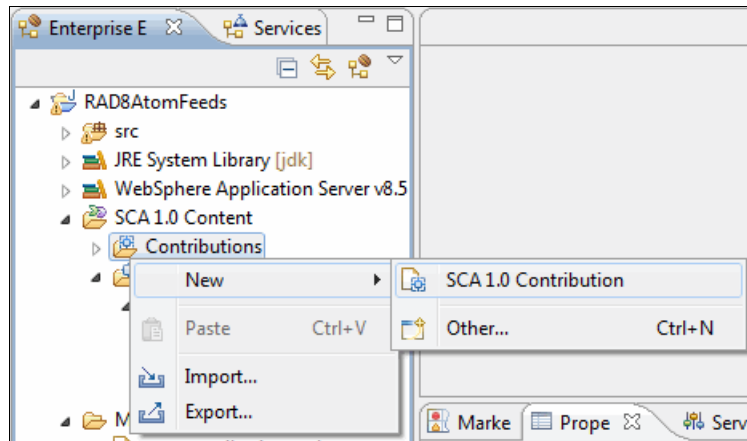 Enterprise E
Services
RAD8AtomFeeds
src
JRE System Library [jdk]
WebSphere Application Server v8.5
SCA 1.0 Content
Contributions
New
SCA 1.0 Contribution
Paste Ctrl+V
Other... Ctrl+N
Import...
Export...
M
Marke
Prope
Serv